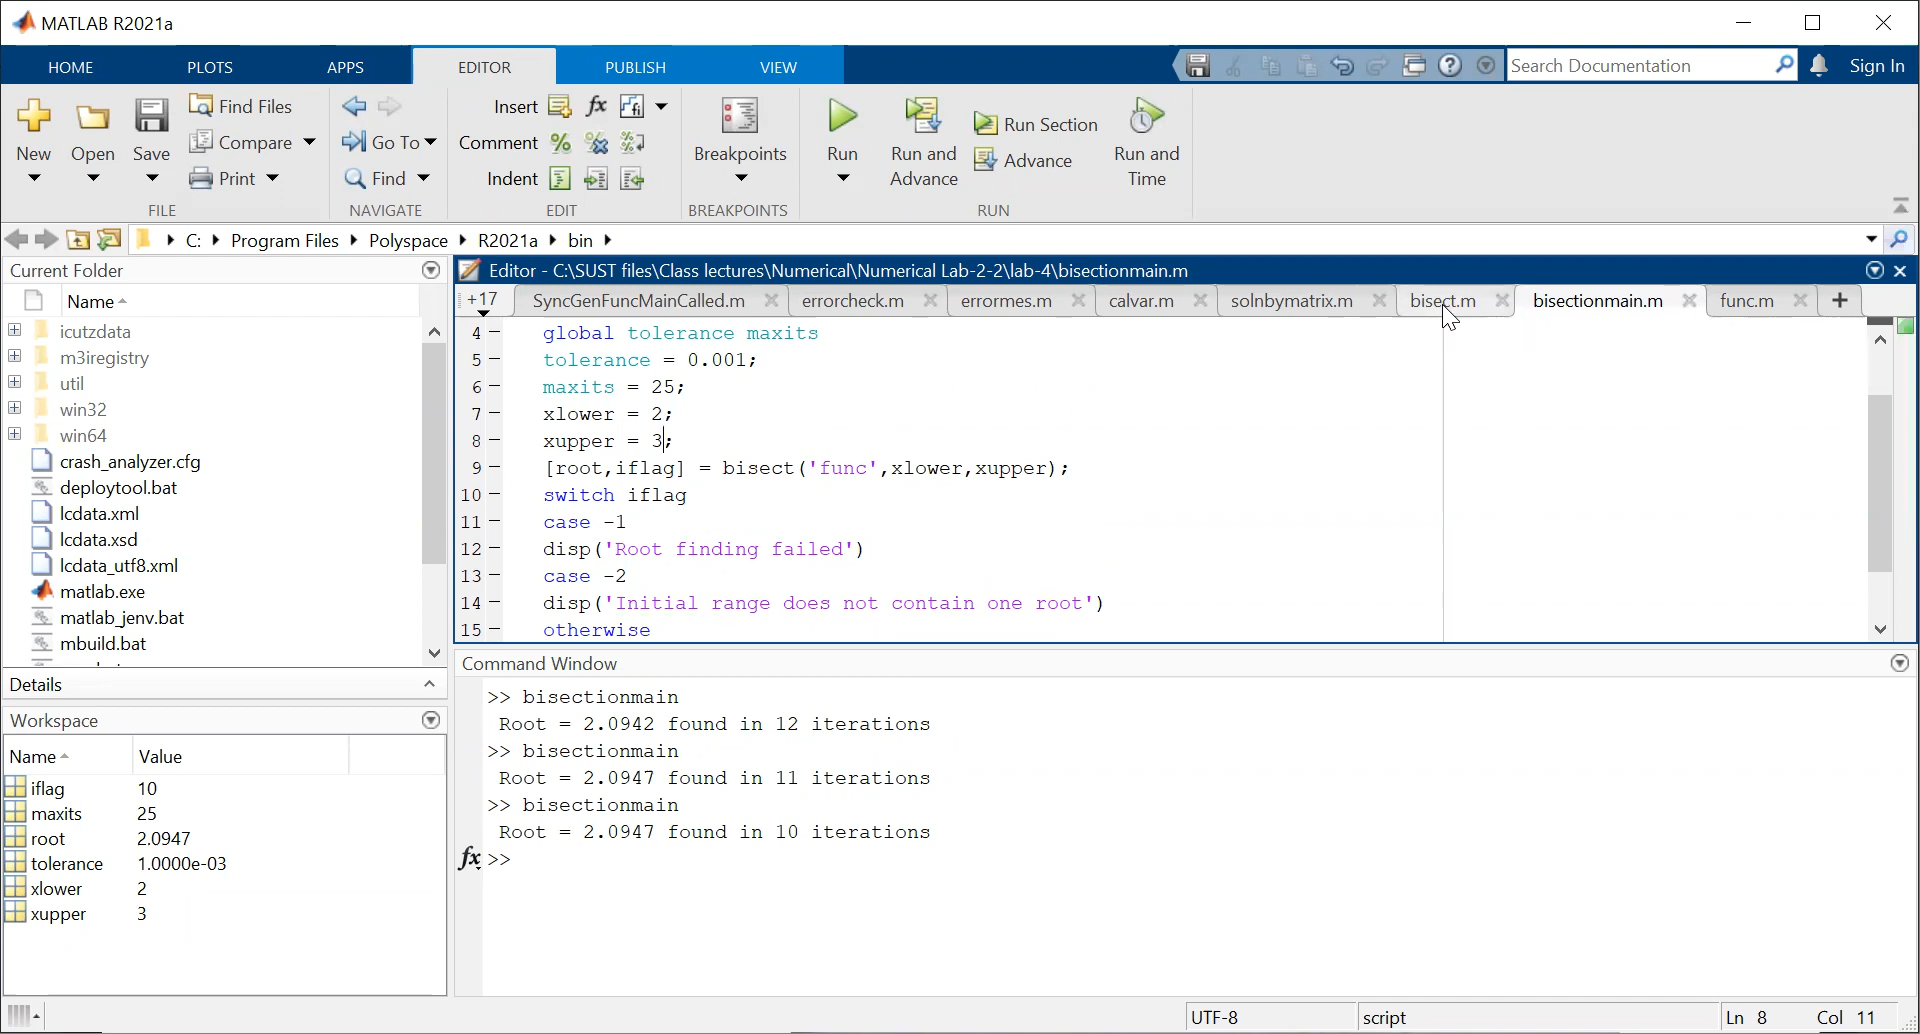 MATLAB R2021a
HOME PLOTS APPS EDITOR PUBLISH VIEW Search Documentation Sign In
New Open Save Find Files Compare Print
FILE
Go To Find
NAVIGATE
Insert fx fi
Comment % %
Indent
EDIT
Breakpoints
BREAKPOINTS
Run Run and Advance Run Section Advance Run and Time
RUN
C: Program Files Polyspace R2021a bin
Current Folder
Name
icutzdata
m3iregistry
util
win32
win64
crash_analyzer.cfg
deploytool.bat
lcdata.xml
lcdata.xsd
lcdata_utf8.xml
matlab.exe
matlab_jenv.bat
mbuild.bat
Details
Workspace
Name Value
iflag 10
maxits 25
root 2.0947
tolerance 1.0000e-03
xlower 2
xupper 3
Editor - C:\SUST files\Class lectures\Numerical\Numerical Lab-2-2\lab-4\bisectionmain.m
+17 SyncGenFuncMainCalled.m errorcheck.m errormes.m calvar.m solnbymatrix.m bisect.m bisectionmain.m func.m +
4 - global tolerance maxits
5 - tolerance = 0.001;
6 - maxits = 25;
7 - xlower = 2;
8 - xupper = 3;
9 - [root,iflag] = bisect('func',xlower,xupper);
10 - switch iflag
11 - case -1
12 - disp('Root finding failed')
13 - case -2
14 - disp('Initial range does not contain one root')
15 - otherwise
Command Window
>> bisectionmain
Root = 2.0942 found in 12 iterations
>> bisectionmain
Root = 2.0947 found in 11 iterations
>> bisectionmain
Root = 2.0947 found in 10 iterations
fx >>
UTF-8 script Ln 8 Col 11